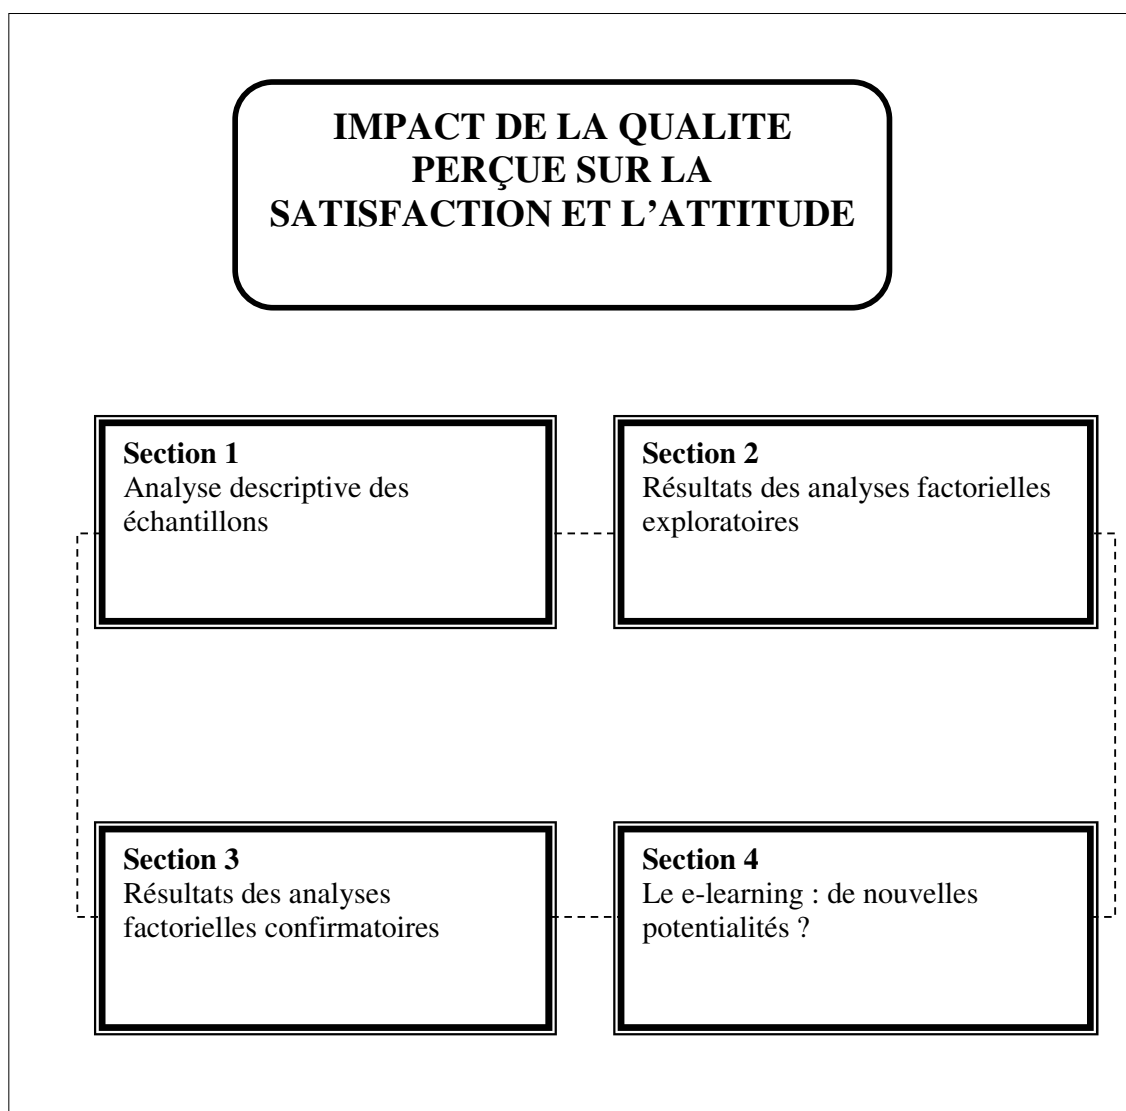 IMPACT DE LA QUALITE
PERÇUE SUR LA
SATISFACTION ET L’ATTITUDE
Section 1
Analyse descriptive des
échantillons
Section 2
Résultats des analyses factorielles
exploratoires
Section 3
Résultats des analyses
factorielles confirmatoires
Section 4
Le e-learning : de nouvelles
potentialités ?